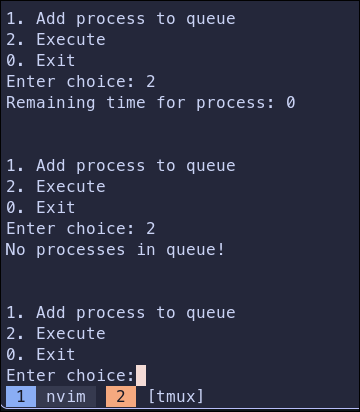 1. Add process to queue
2. Execute
0. Exit
Enter choice: 2
Remaining time for process: 0
1. Add process to queue
2. Execute
0. Exit
Enter choice: 2
No processes in queue!
1. Add process to queue
2. Execute
0. Exit
Enter choice:
1 nvim 2 [tmux]